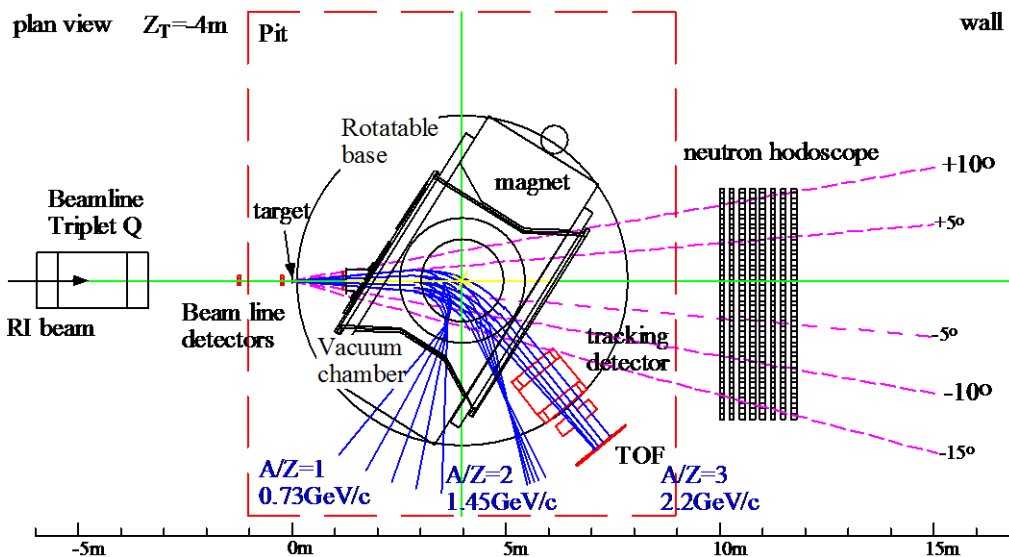 plan view
Z_T=-4m
Pit
wall
Rotatable
base
neutron hodoscope
+10º
magnet
Beamline
Triplet Q
target
+5º
RI beam
Beam line
detectors
Vacuum
chamber
tracking
detector
-5º
-10º
-15º
TOF
A/Z=1
0.73GeV/c
A/Z=2
1.45GeV/c
A/Z=3
2.2GeV/c
-5m
0m
5m
10m
15m